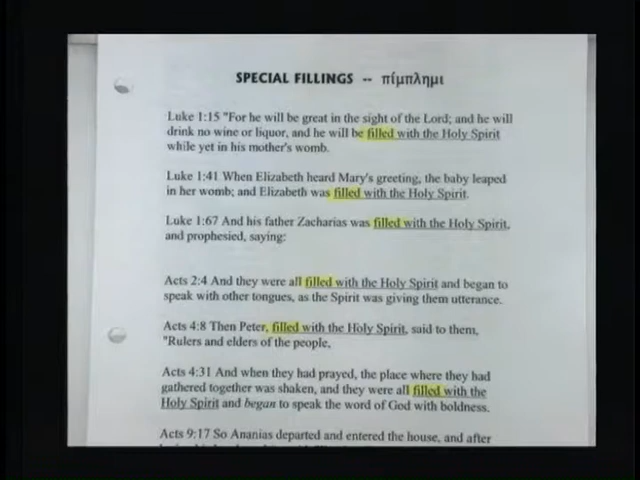 SPECIAL FILLINGS -- πίμπλημι
Luke 1:15 "For he will be great in the sight of the Lord; and he will
drink no wine or liquor, and he will be filled with the Holy Spirit
while yet in his mother's womb.
Luke 1:41 When Elizabeth heard Mary's greeting, the baby leaped
in her womb; and Elizabeth was filled with the Holy Spirit.
Luke 1:67 And his father Zacharias was filled with the Holy Spirit,
and prophesied, saying:
Acts 2:4 And they were all filled with the Holy Spirit and began to
speak with other tongues, as the Spirit was giving them utterance.
Acts 4:8 Then Peter, filled with the Holy Spirit, said to them,
"Rulers and elders of the people,
Acts 4:31 And when they had prayed, the place where they had
gathered together was shaken, and they were all filled with the
Holy Spirit and began to speak the word of God with boldness.
Acts 9:17 So Ananias departed and entered the house, and after